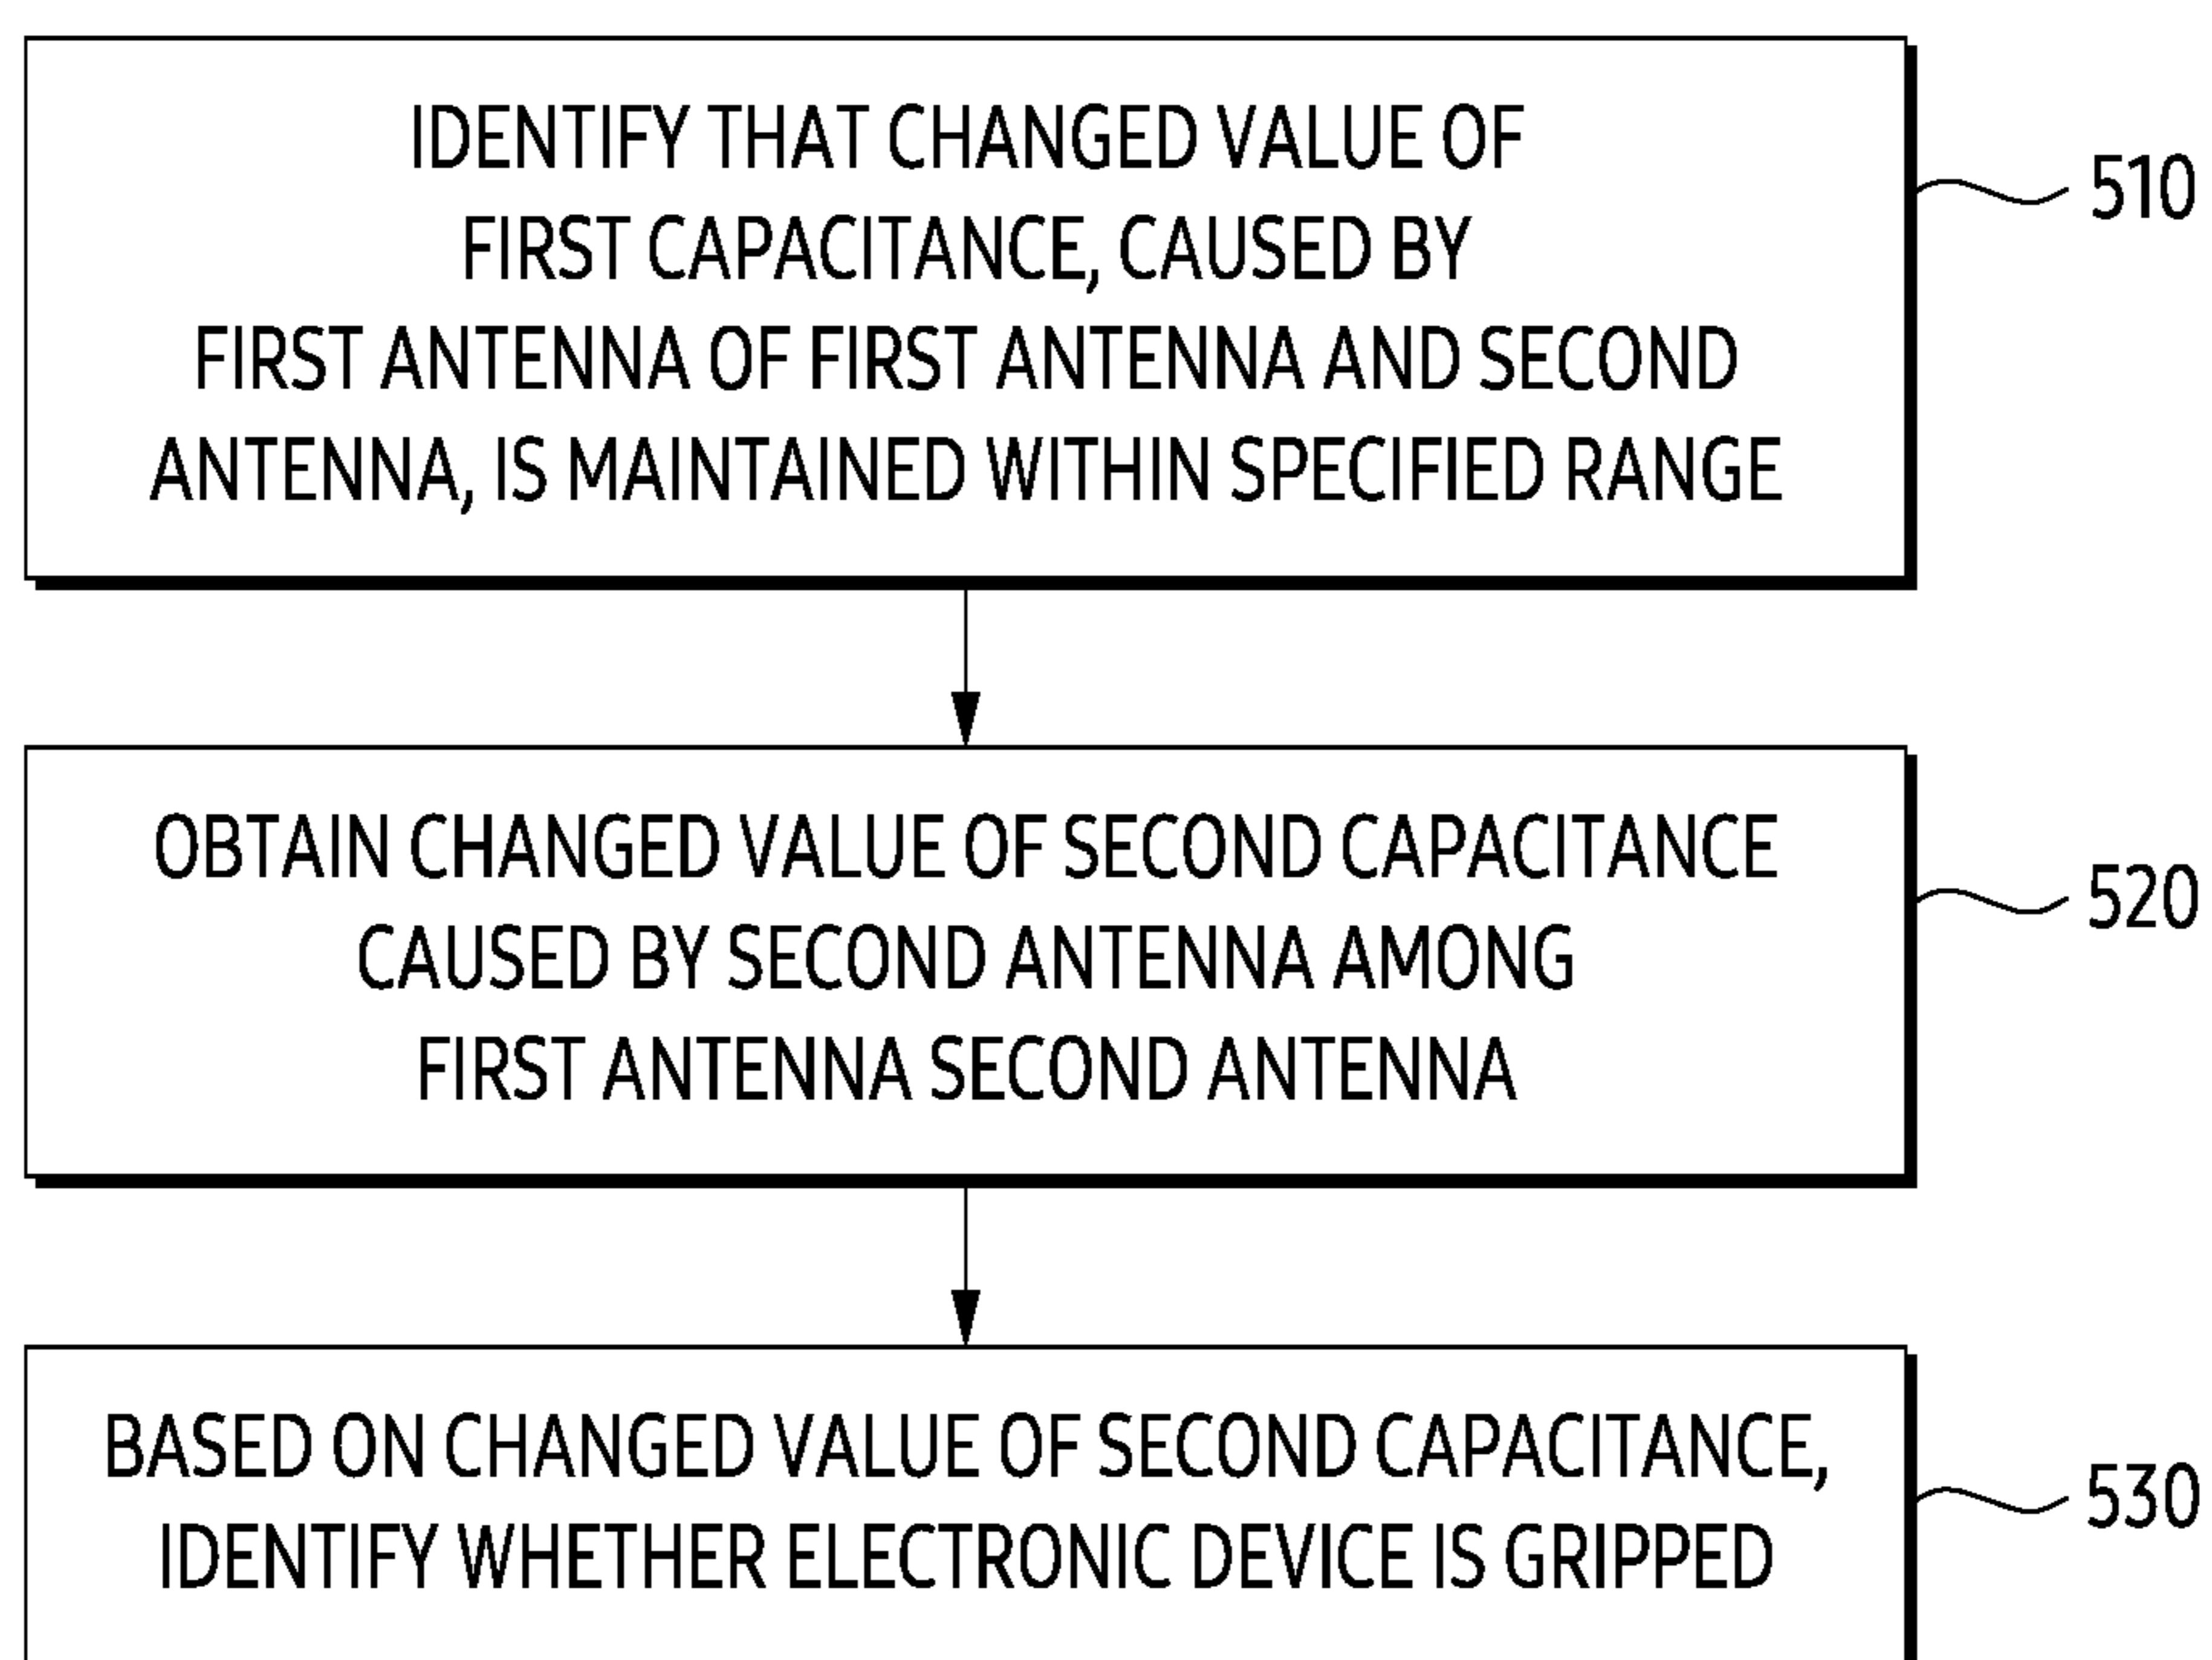 IDENTIFY THAT CHANGED VALUE OF
FIRST CAPACITANCE, CAUSED BY
FIRST ANTENNA OF FIRST ANTENNA AND SECOND
ANTENNA, IS MAINTAINED WITHIN SPECIFIED RANGE
510
OBTAIN CHANGED VALUE OF SECOND CAPACITANCE
CAUSED BY SECOND ANTENNA AMONG
FIRST ANTENNA SECOND ANTENNA
520
BASED ON CHANGED VALUE OF SECOND CAPACITANCE,
IDENTIFY WHETHER ELECTRONIC DEVICE IS GRIPPED
530